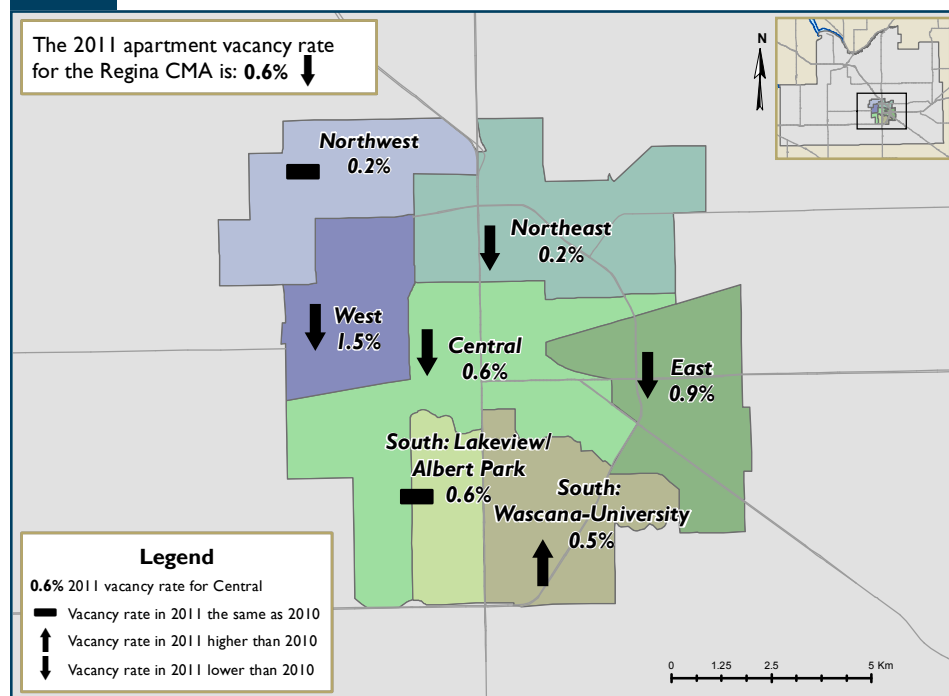 The 2011 apartment vacancy rate
for the Regina CMA is: 0.6%
N
Northwest
0.2%
Northeast
0.2%
West
1.5%
Central
0.6%
East
0.9%
South: Lakeview/
Albert Park
0.6%
South:
Wascana-University
0.5%
Legend
0.6% 2011 vacancy rate for Central
Vacancy rate in 2011 the same as 2010
Vacancy rate in 2011 higher than 2010
Vacancy rate in 2011 lower than 2010
0 1.25 2.5 5 Km